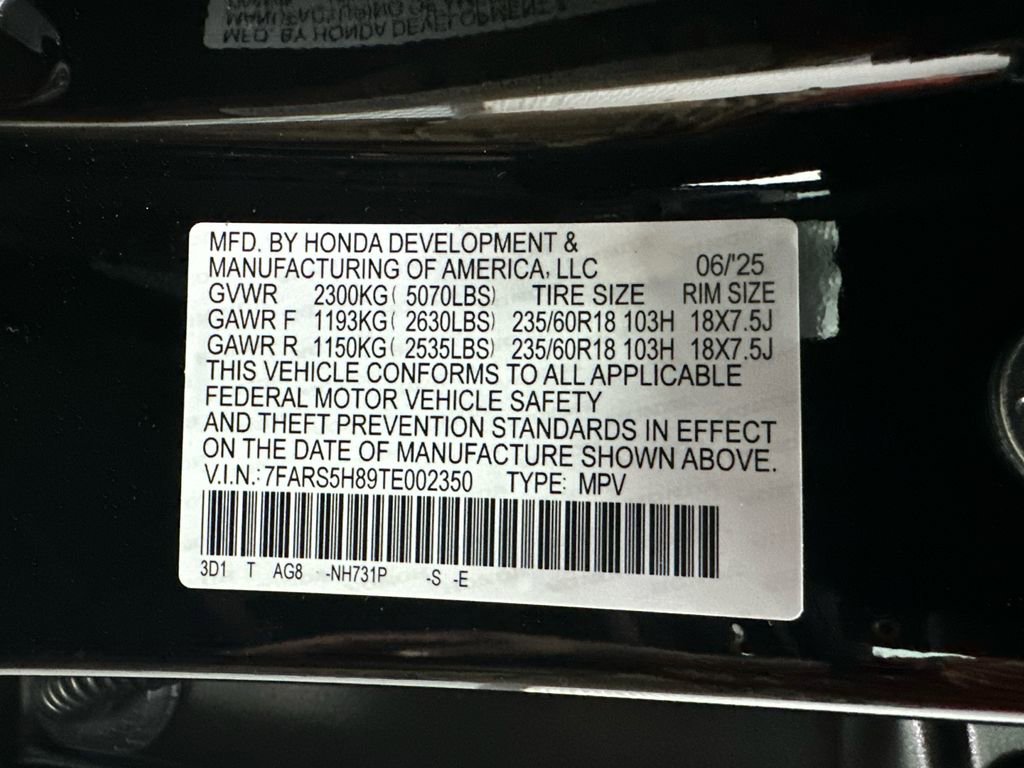 MFD. BY HONDA DEVELOPMENT &
MANUFACTURING OF AMERICA, LLC 06/'25
GVWR 2300KG( 5070LBS) TIRE SIZE RIM SIZE
GAWR F 1193KG( 2630LBS) 235/60R18 103H 18X7.5J
GAWR R 1150KG( 2535LBS) 235/60R18 103H 18X7.5J
THIS VEHICLE CONFORMS TO ALL APPLICABLE
FEDERAL MOTOR VEHICLE SAFETY
AND THEFT PREVENTION STANDARDS IN EFFECT
ON THE DATE OF MANUFACTURE SHOWN ABOVE.
V.I.N.: 7FARS5H89TE002350 TYPE: MPV
3D1 T AG8 -NH731P -S -E